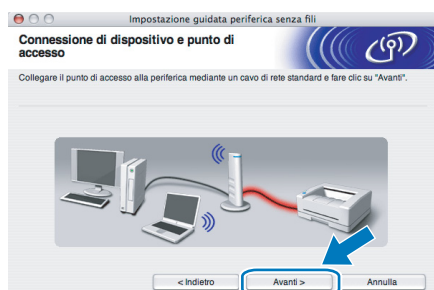 Impostazione guidata periferica senza fili
Connessione di dispositivo e punto di
accesso
Collegare il punto di accesso alla periferica mediante un cavo di rete standard e fare clic su "Avanti".
< Indietro
Avanti >
Annulla